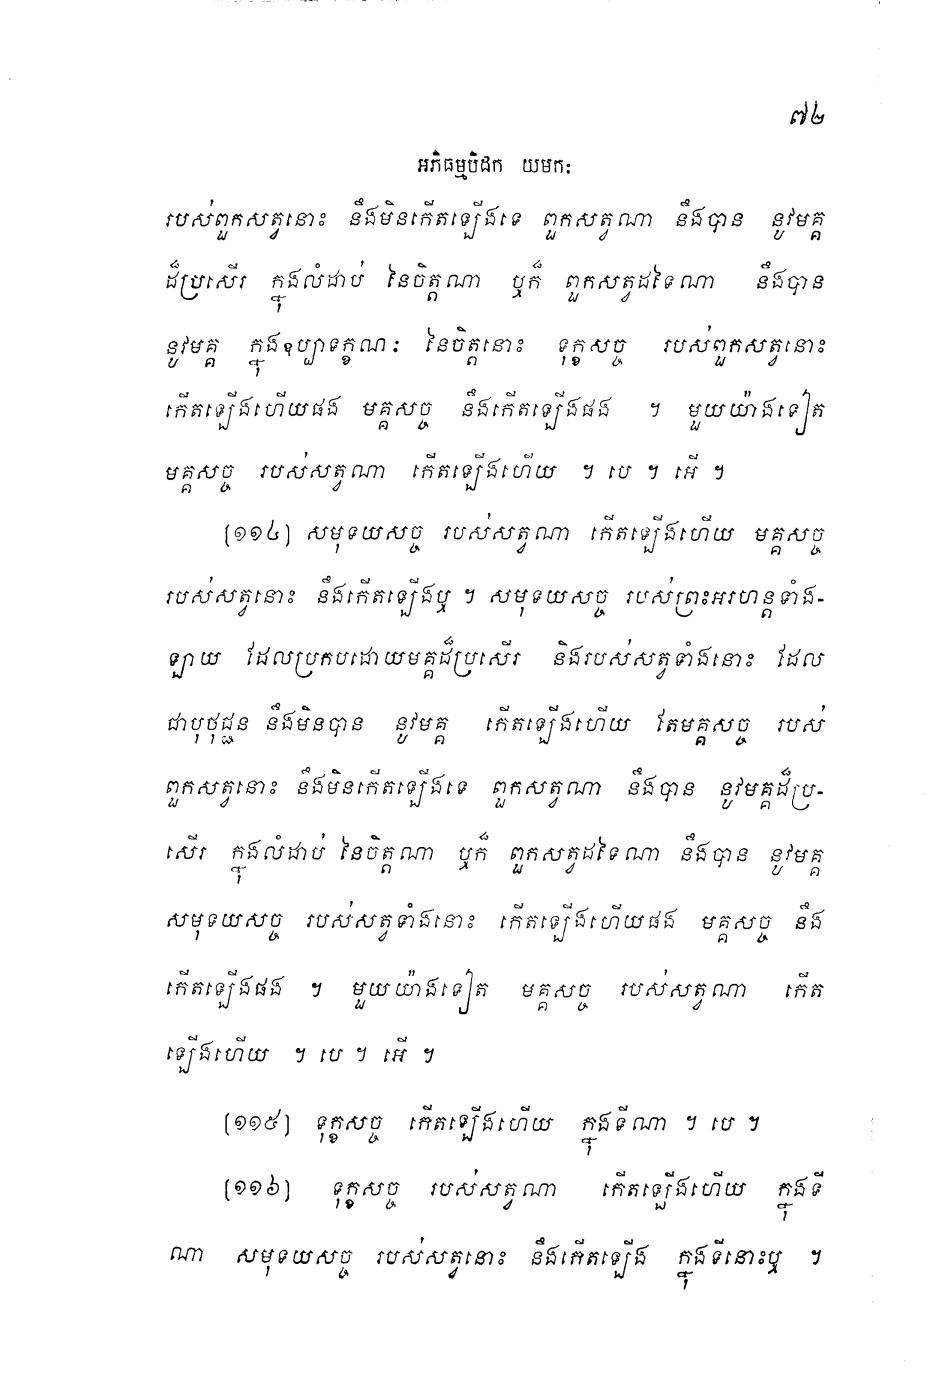 ៧២
អភិធម្មបិដក យមកៈ
របស់ពួកសត្វនោះ នឹងមិនកើតឡើងទេ ពួកសត្វណា នឹងបាន នូវមគ្គ
ដ៏ប្រសើរ ក្នុងលំដាប់ នៃចិត្តណា ឬក៏ ពួកសត្វដទៃណា នឹងបាន
នូវមគ្គ ក្នុងឧប្បាទក្ខណៈ នៃចិត្តនោះ ទុក្ខសច្ច របស់ពួកសត្វនោះ
កើតឡើងហើយផង មគ្គសច្ច នឹងកើតឡើងផង ។ មួយយ៉ាងទៀត
មគ្គសច្ច របស់សត្វណា កើតឡើងហើយ ។ បេ ។ អើ ។
[១១៤] សមុទយសច្ច របស់សត្វណា កើតឡើងហើយ មគ្គសច្ច
របស់សត្វនោះ នឹងកើតឡើងឬ ។ សមុទយសច្ច របស់ព្រះអរហន្តទាំង-
ឡាយ ដែលប្រកបដោយមគ្គដ៏ប្រសើរ និងរបស់សត្វទាំងនោះ ដែល
ជាបុថុជ្ជន នឹងមិនបាន នូវមគ្គ កើតឡើងហើយ តែមគ្គសច្ច របស់
ពួកសត្វនោះ នឹងមិនកើតឡើងទេ ពួកសត្វណា នឹងបាន នូវមគ្គដ៏ប្រ-
សើរ ក្នុងលំដាប់ នៃចិត្តណា ឬក៏ ពួកសត្វដទៃណា នឹងបាន នូវមគ្គ
សមុទយសច្ច របស់សត្វទាំងនោះ កើតឡើងហើយផង មគ្គសច្ច នឹង
កើតឡើងផង ។ មួយយ៉ាងទៀត មគ្គសច្ច របស់សត្វណា កើត
ឡើងហើយ ។ បេ ។ អើ ។
[១១៥] ទុក្ខសច្ច កើតឡើងហើយ ក្នុងទីណា ។ បេ ។
[១១៦] ទុក្ខសច្ច របស់សត្វណា កើតឡើងហើយ ក្នុងទី
ណា សមុទយសច្ច របស់សត្វនោះ នឹងកើតឡើង ក្នុងទីនោះឬ ។